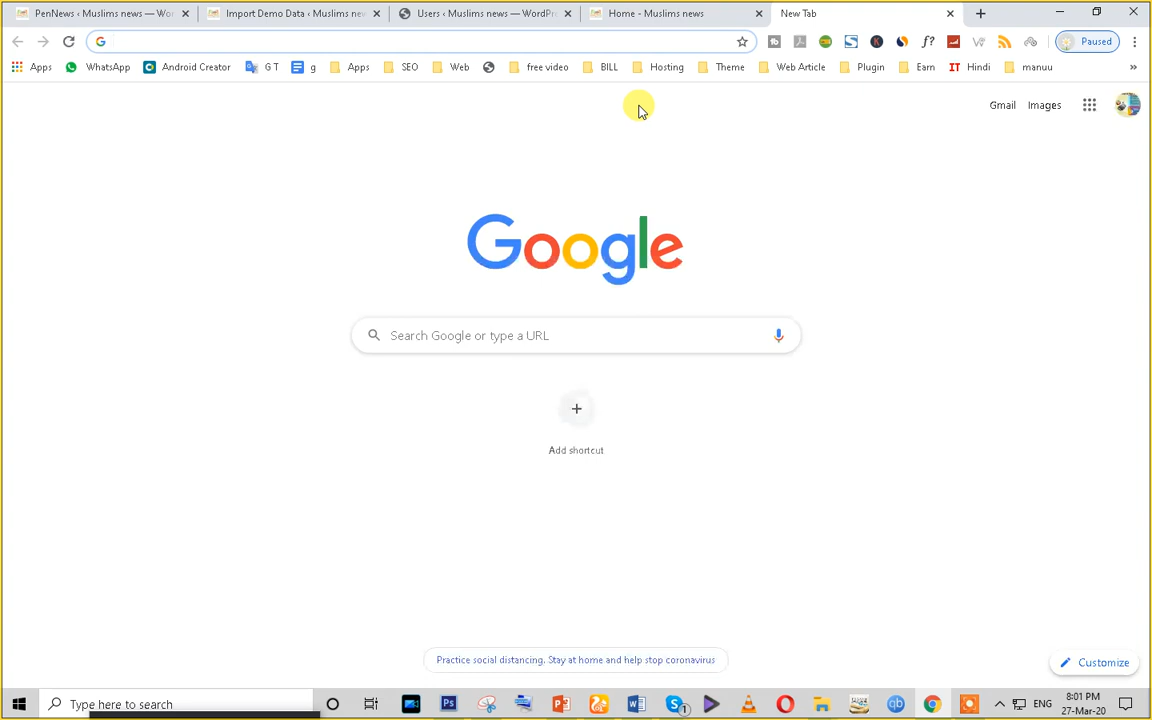 PenNews ‹ Muslims news — Wor
Import Demo Data ‹ Muslims nev
Users ‹ Muslims news — WordPr
Home - Muslims news
New Tab
Paused
Apps
WhatsApp
Android Creator
G T
g
Apps
SEO
Web
free video
BILL
Hosting
Theme
Web Article
Plugin
Earn
IT Hindi
manuu
»
Gmail
Images
Google
Search Google or type a URL
Add shortcut
Practice social distancing. Stay at home and help stop coronavirus
Customize
Type here to search
ENG
8:01 PM
27-Mar-20